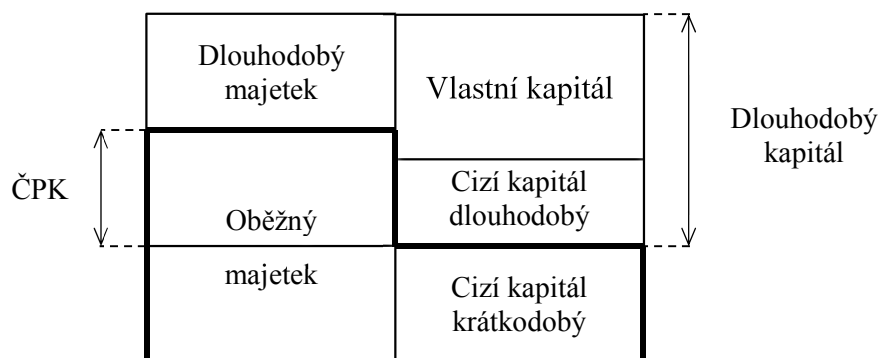 Dlouhodobý
majetek
Vlastní kapitál
Dlouhodobý
kapitál
ČPK
Oběžný
majetek
Cizí kapitál
dlouhodobý
Cizí kapitál
krátkodobý